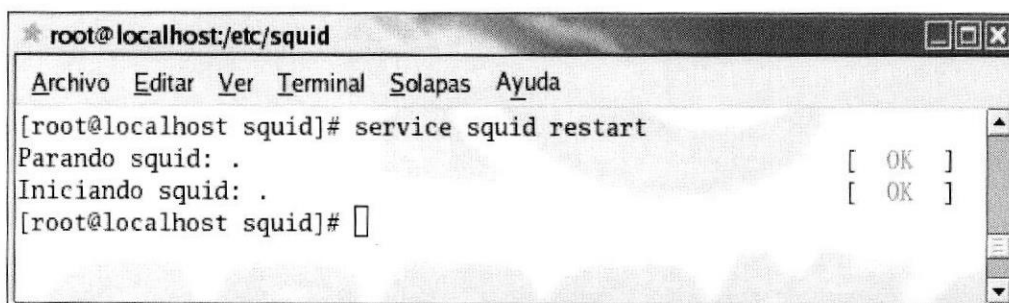 root@localhost:/etc/squid
Archivo Editar Ver Terminal Solapas Ayuda
[root@localhost squid]# service squid restart
Parando squid: . [ OK ]
Iniciando squid: . [ OK ]
[root@localhost squid]#